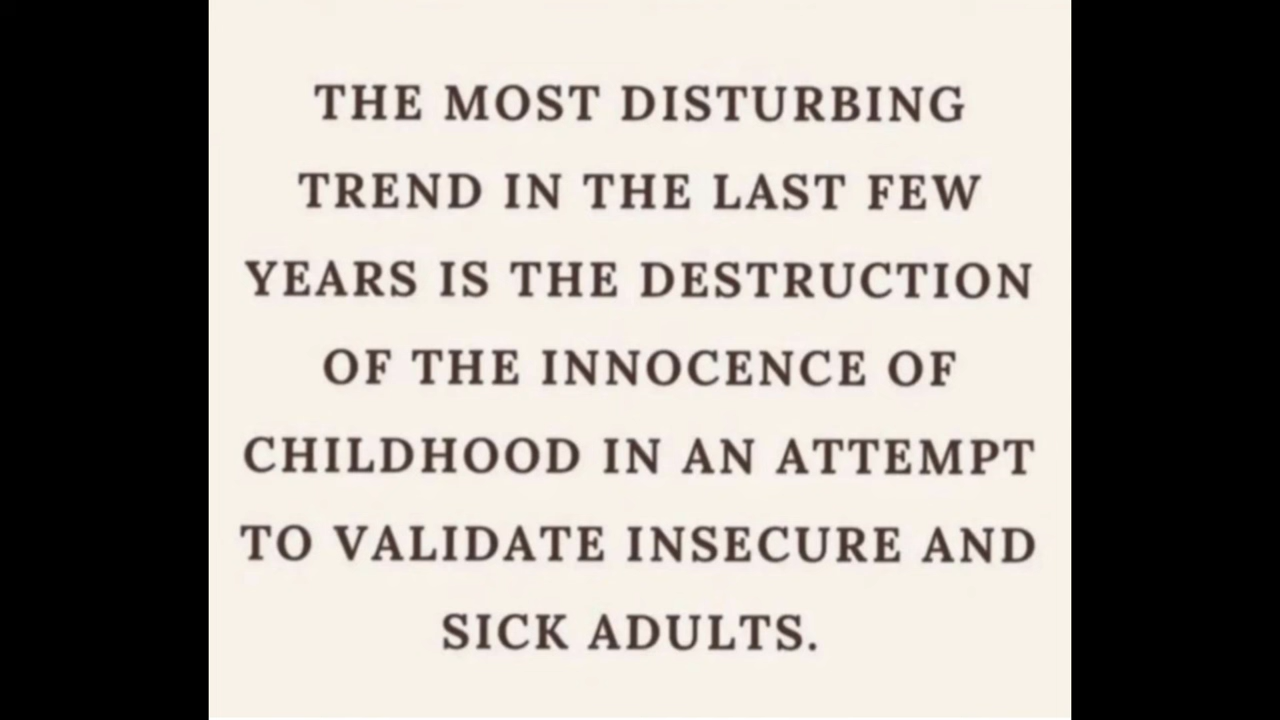 THE MOST DISTURBING
TREND IN THE LAST FEW
YEARS IS THE DESTRUCTION
OF THE INNOCENCE OF
CHILDHOOD IN AN ATTEMPT
TO VALIDATE INSECURE AND
SICK ADULTS.